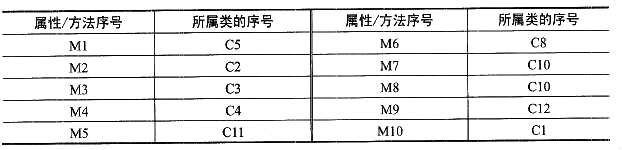 属性/方法序号 所属类的序号 属性/方法序号 所属类的序号
M1 C5 M6 C8
M2 C2 M7 C10
M3 C3 M8 C10
M4 C4 M9 C12
M5 C11 M10 C1